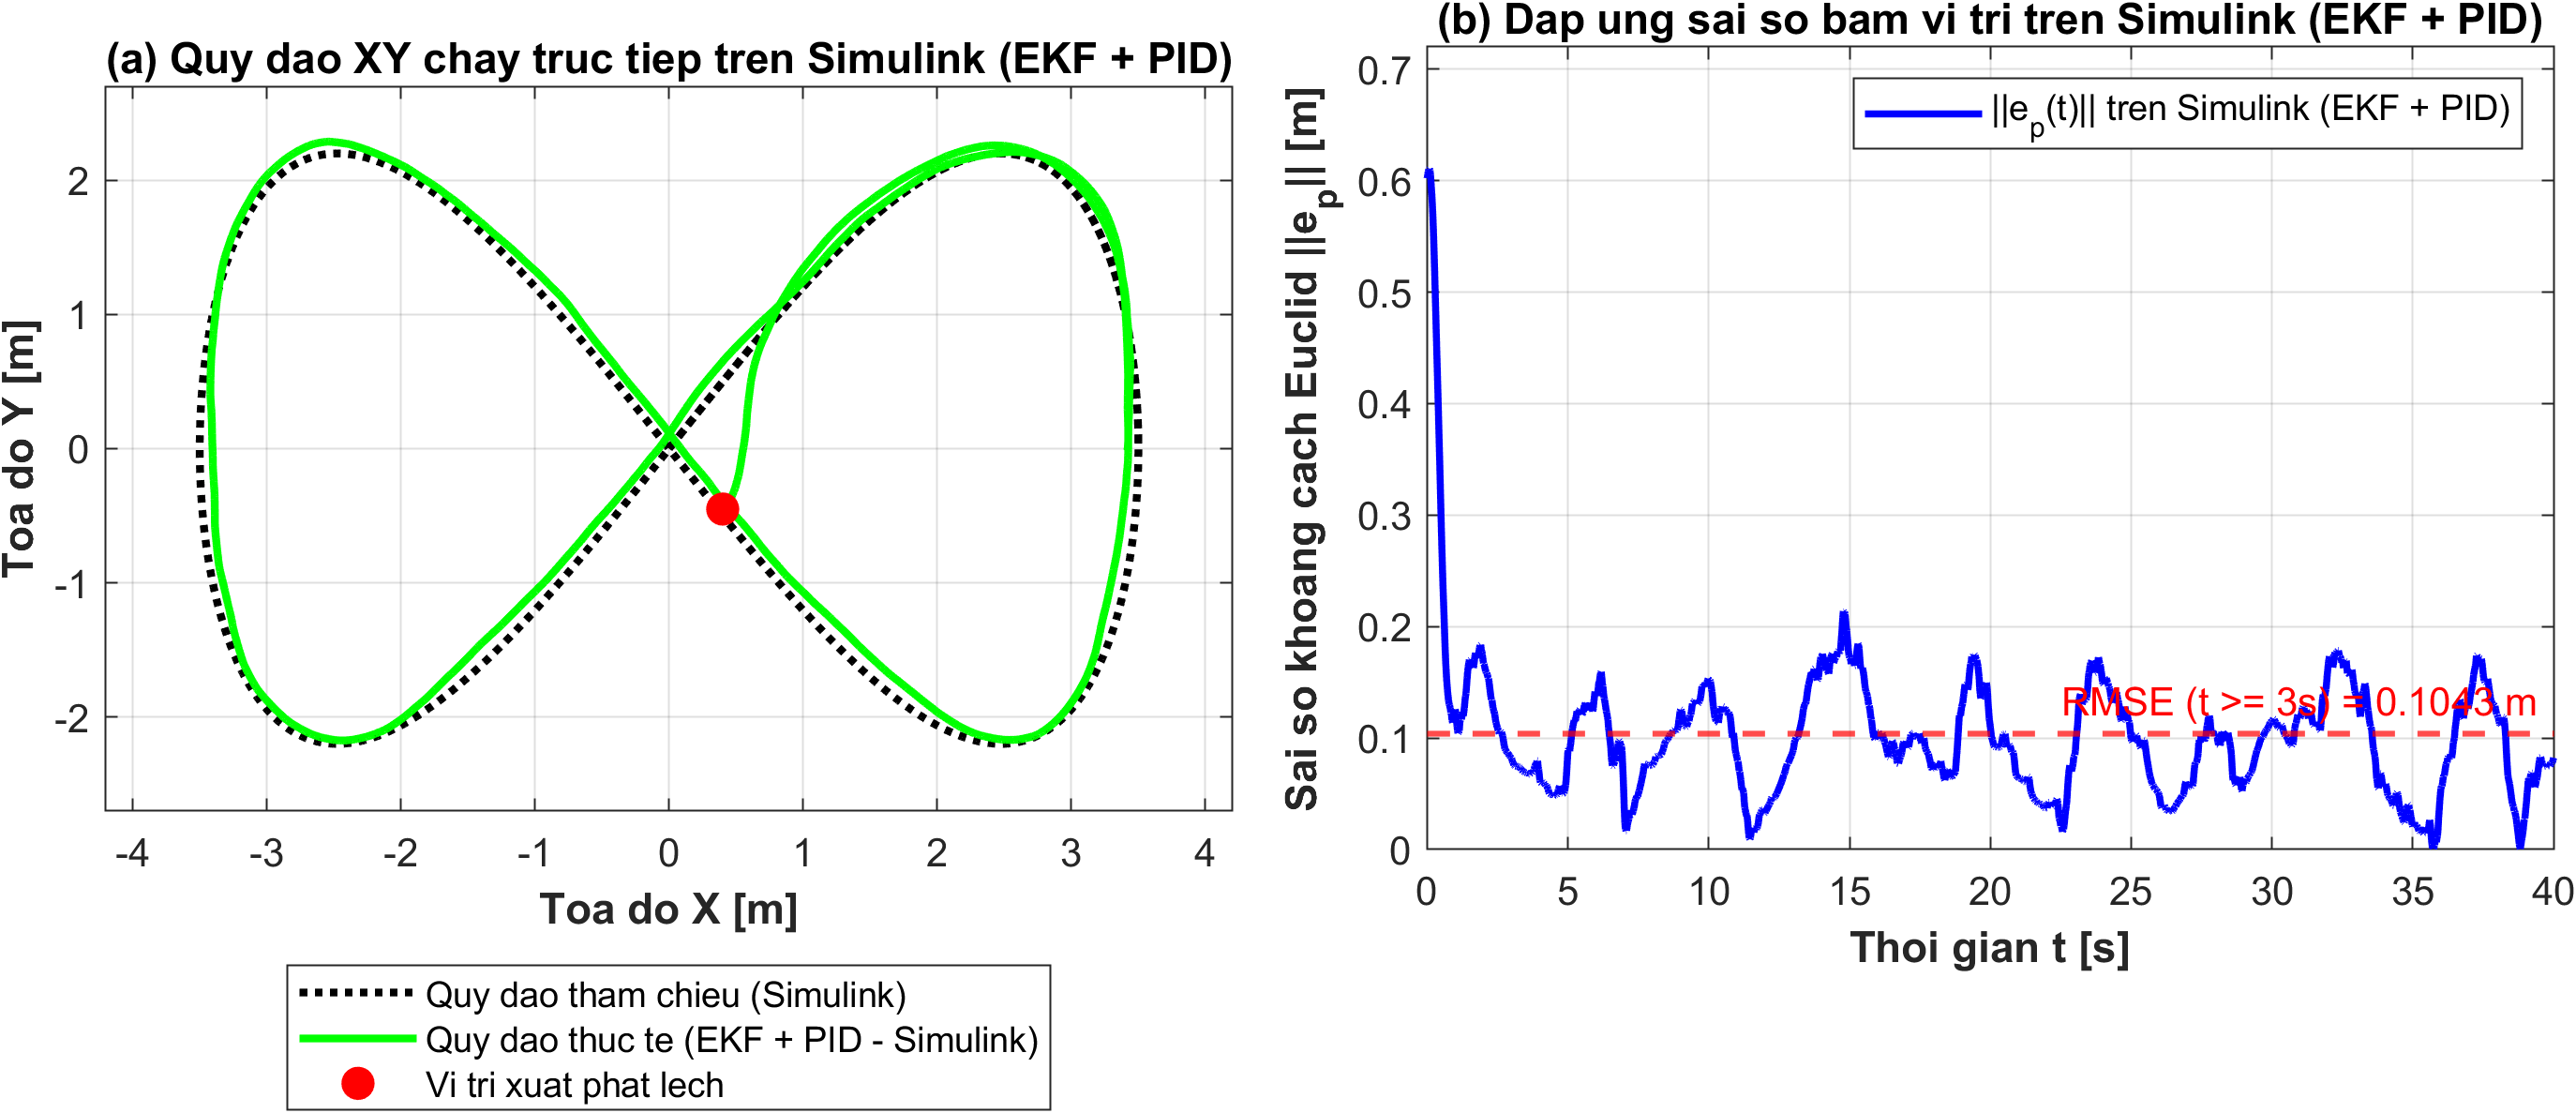 (a) Quy dao XY chay truc tiep tren Simulink (EKF + PID)
Toa do Y [m]
2
1
0
-1
-2
-4
-3
-2
-1
0
1
2
3
4
Toa do X [m]
Quy dao tham chieu (Simulink)
Quy dao thuc te (EKF + PID - Simulink)
Vi tri xuat phat lech
(b) Dap ung sai so bam vi tri tren Simulink (EKF + PID)
Sai so khoang cach Euclid ||e_p|| [m]
0.7
0.6
0.5
0.4
0.3
0.2
0.1
0
||e_p(t)|| tren Simulink (EKF + PID)
RMSE (t >= 3s) = 0.1043 m
0
5
10
15
20
25
30
35
40
Thoi gian t [s]